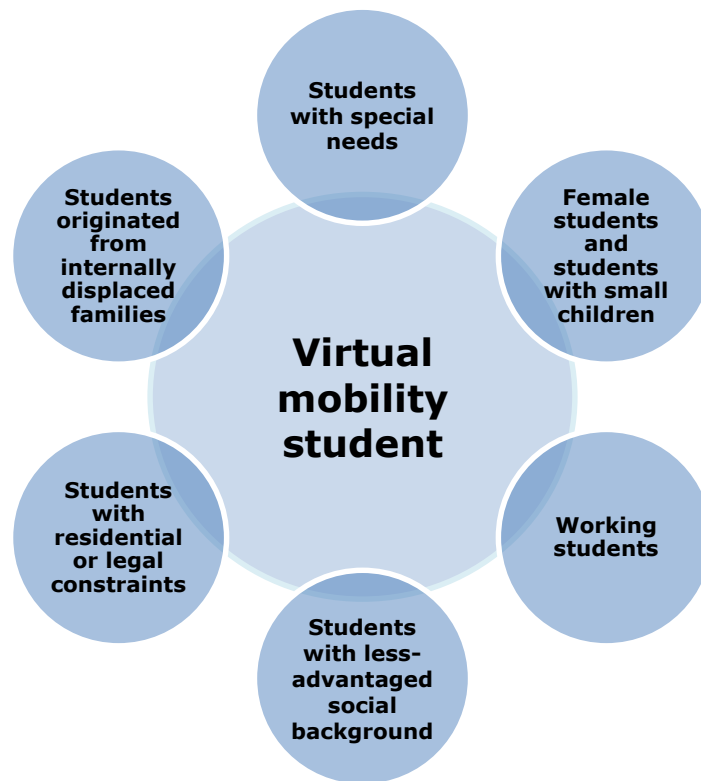 Students
with special
needs
Female
students
and
students
with small
children
Working
students
Students
with less-
advantaged
social
background
Students
with
residential
or legal
constraints
Students
originated
from
internally
displaced
families
Virtual
mobility
student